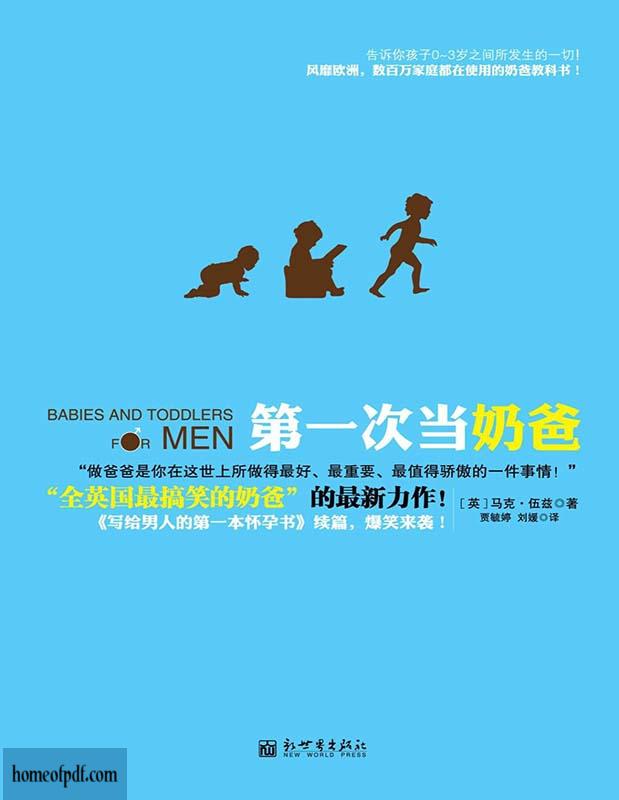 告诉你孩子0~3岁之间所发生的一切!
风靡欧洲，数百万家庭都在使用的奶爸教科书！
BABIES AND TODDLERS
FOR MEN
第一次当奶爸
“做爸爸是你在这世上所做得最好、最重要、最值得骄傲的一件事情！”
“全英国最搞笑的奶爸”的最新力作！
《写给男人的第一本怀孕书》续篇，爆笑来袭！
［英］马克·伍兹◎著
贾毓婷 刘媛◎译
新世界出版社
NEW WORLD PRESS
homeofpdf.com